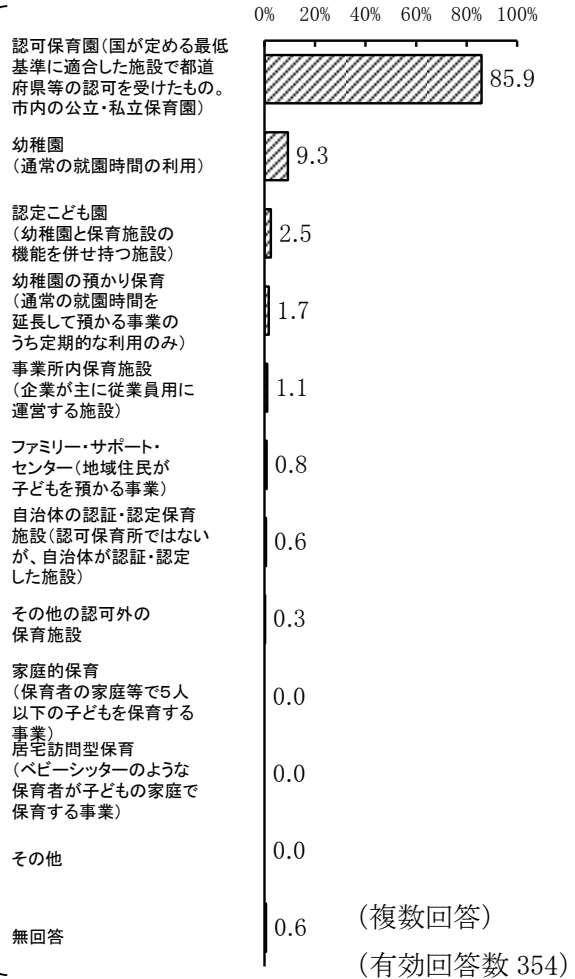 0% 20% 40% 60% 80% 100%
認可保育園(国が定める最低
基準に適合した施設で都道
府県等の認可を受けたもの。
市内の公立・私立保育園)
85.9
幼稚園
(通常の就園時間の利用)
9.3
認定こども園
(幼稚園と保育施設の
機能を併せ持つ施設)
2.5
幼稚園の預かり保育
(通常の就園時間を
延長して預かる事業の
うち定期的な利用のみ)
1.7
事業所内保育施設
(企業が主に従業員用に
運営する施設)
1.1
ファミリー・サポート・
センター(地域住民が
子どもを預かる事業)
0.8
自治体の認証・認定保育
施設(認可保育所ではない
が、自治体が認証・認定
した施設)
0.6
その他の認可外の
保育施設
0.3
家庭的保育
(保育者の家庭等で5人
以下の子どもを保育する
事業)
0.0
居宅訪問型保育
(ベビーシッターのような
保育者が子どもの家庭で
保育する事業)
0.0
その他
0.0
無回答
0.6
(複数回答)
(有効回答数 354)